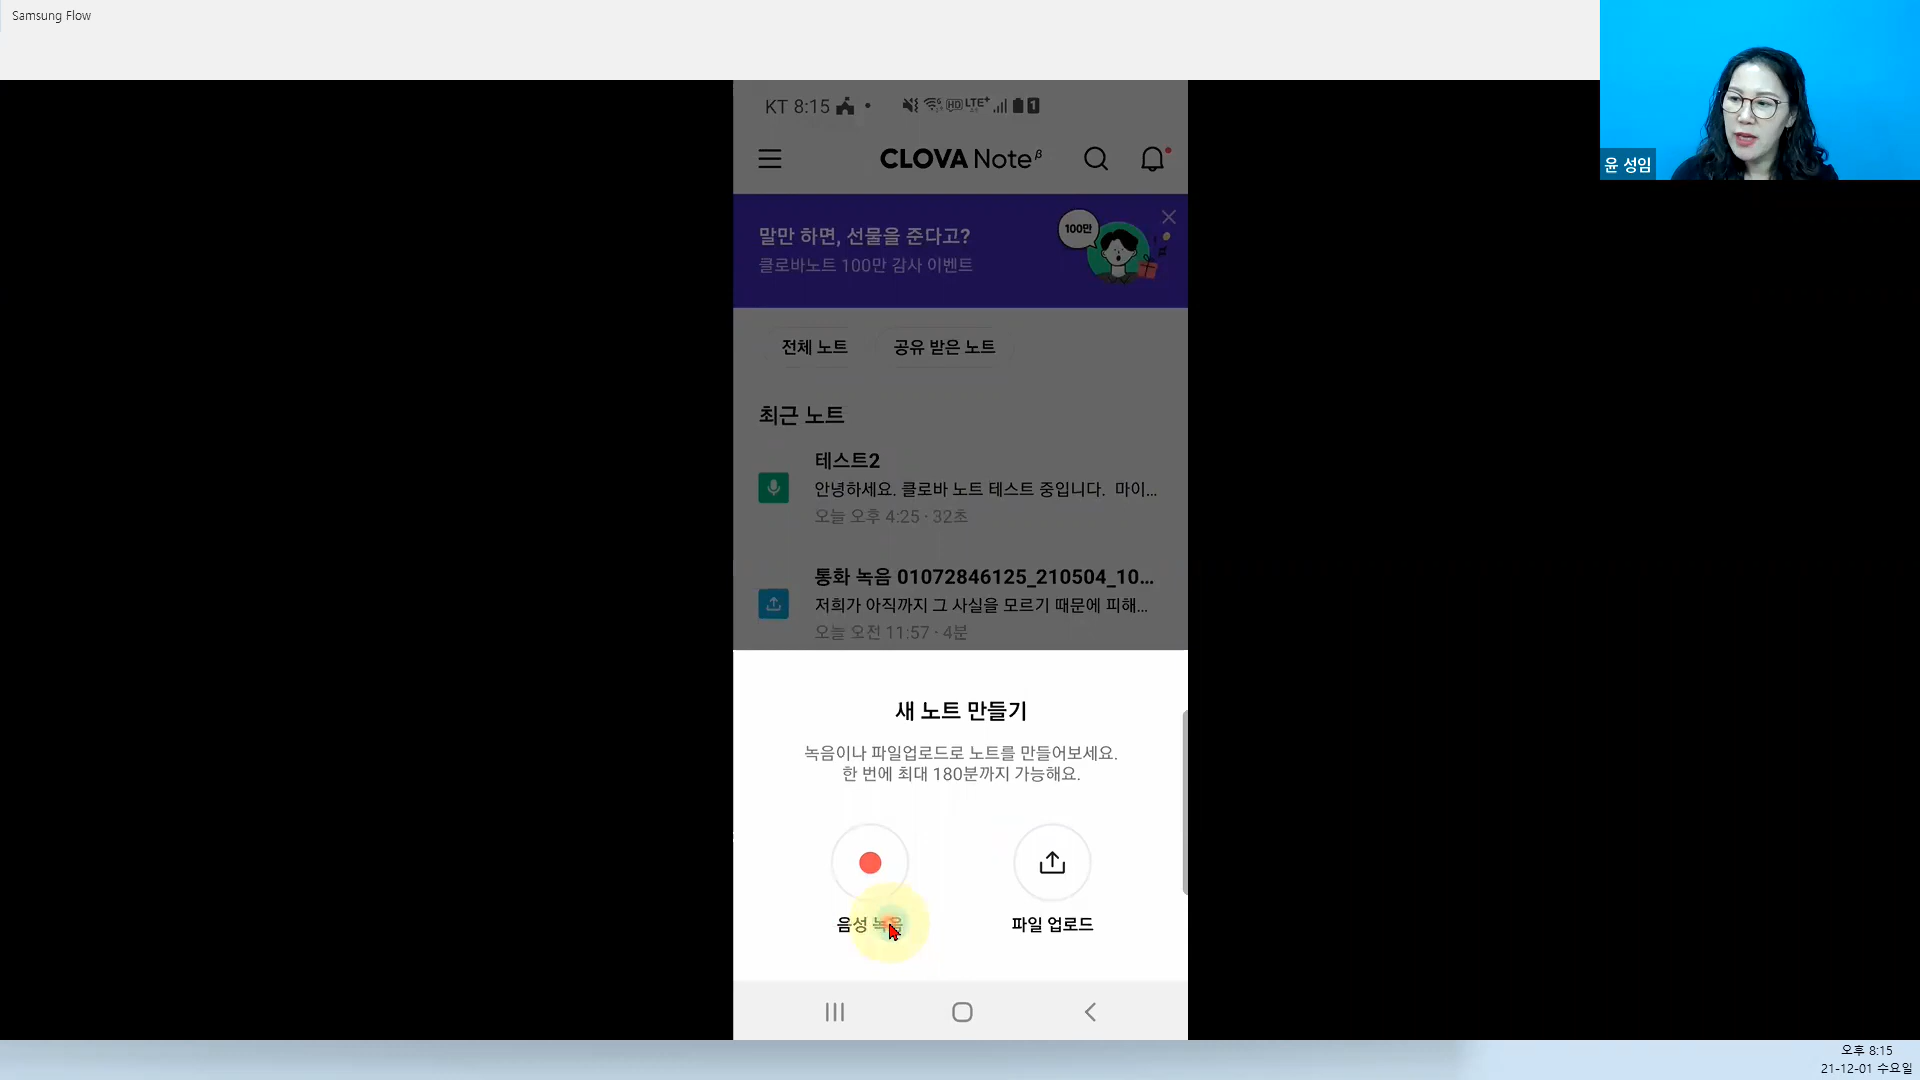 Samsung Flow
윤 성임
KT 8:15
HD LTE+
1
CLOVA Note β
말만 하면, 선물을 준다고?
클로바노트 100만 감사 이벤트
100만
전체 노트
공유 받은 노트
최근 노트
테스트2
안녕하세요. 클로바 노트 테스트 중입니다. 마이...
오늘 오후 4:25 · 32초
통화 녹음 01072846125_210504_10...
저희가 아직까지 그 사실을 모르기 때문에 피해...
오늘 오전 11:57 · 4분
새 노트 만들기
녹음이나 파일업로드로 노트를 만들어보세요.
한 번에 최대 180분까지 가능해요.
음성 녹음
파일 업로드
오후 8:15
21-12-01 수요일